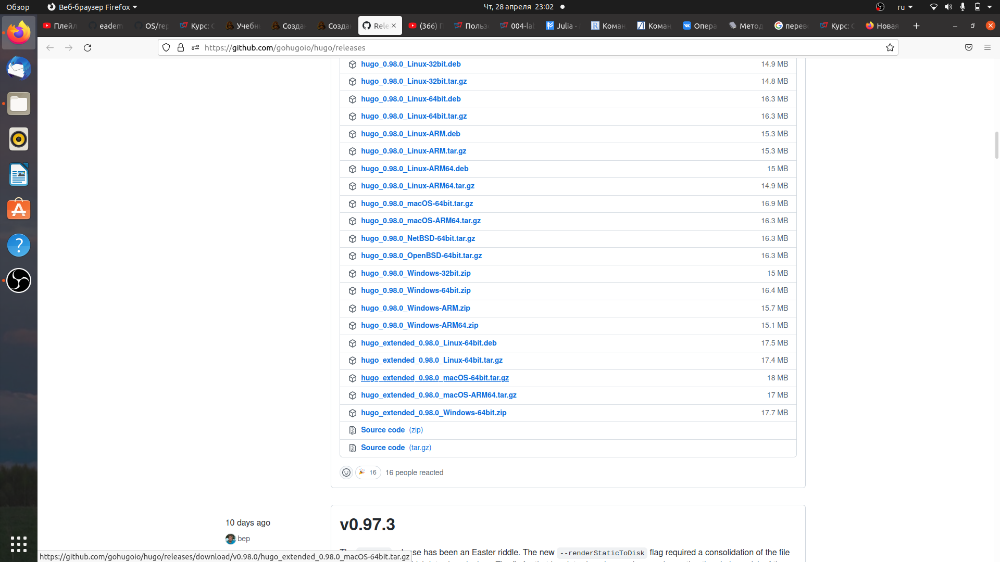 Обзор
Веб-браузер Firefox
Чт, 28 апреля 23:02
ru
Плейл
eadem
OS/rep
Курс: С
Учебн
Создан
Создан
Rele
(366) П
Пользо
004-lab
Julia -
Коман
Коман
Опера
Метод
перев
Курс: С
Новая
https://github.com/gohugoio/hugo/releases
hugo_0.98.0_Linux-32bit.deb 14.9 MB
hugo_0.98.0_Linux-32bit.tar.gz 14.8 MB
hugo_0.98.0_Linux-64bit.deb 16.3 MB
hugo_0.98.0_Linux-64bit.tar.gz 16.3 MB
hugo_0.98.0_Linux-ARM.deb 15.3 MB
hugo_0.98.0_Linux-ARM.tar.gz 15.3 MB
hugo_0.98.0_Linux-ARM64.deb 15 MB
hugo_0.98.0_Linux-ARM64.tar.gz 14.9 MB
hugo_0.98.0_macOS-64bit.tar.gz 16.9 MB
hugo_0.98.0_macOS-ARM64.tar.gz 16.3 MB
hugo_0.98.0_NetBSD-64bit.tar.gz 16.3 MB
hugo_0.98.0_OpenBSD-64bit.tar.gz 16.3 MB
hugo_0.98.0_Windows-32bit.zip 15 MB
hugo_0.98.0_Windows-64bit.zip 16.4 MB
hugo_0.98.0_Windows-ARM.zip 15.7 MB
hugo_0.98.0_Windows-ARM64.zip 15.1 MB
hugo_extended_0.98.0_Linux-64bit.deb 17.5 MB
hugo_extended_0.98.0_Linux-64bit.tar.gz 17.4 MB
hugo_extended_0.98.0_macOS-64bit.tar.gz 18 MB
hugo_extended_0.98.0_macOS-ARM64.tar.gz 17 MB
hugo_extended_0.98.0_Windows-64bit.zip 17.7 MB
Source code (zip)
Source code (tar.gz)
16 16 people reacted
10 days ago
bep
v0.97.3
has been an Easter riddle. The new --renderStaticToDisk flag required a consolidation of the file
https://github.com/gohugoio/hugo/releases/download/v0.98.0/hugo_extended_0.98.0_macOS-64bit.tar.gz